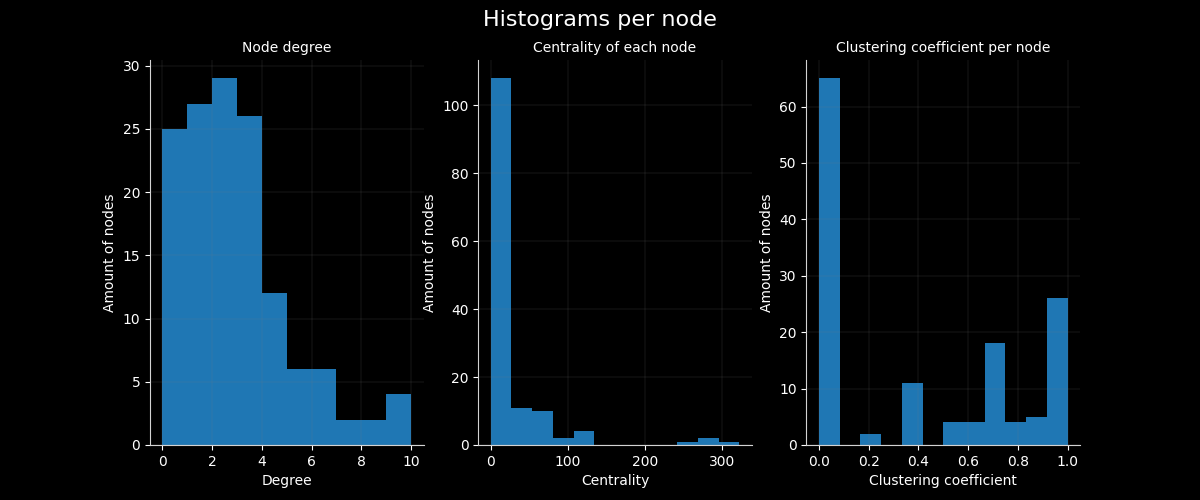 Histograms per node
Node degree
30
25
20
15
10
5
0
Amount of nodes
0 2 4 6 8 10
Degree
Centrality of each node
100
80
60
40
20
0
Amount of nodes
0 100 200 300
Centrality
Clustering coefficient per node
60
50
40
30
20
10
0
Amount of nodes
0.0 0.2 0.4 0.6 0.8 1.0
Clustering coefficient